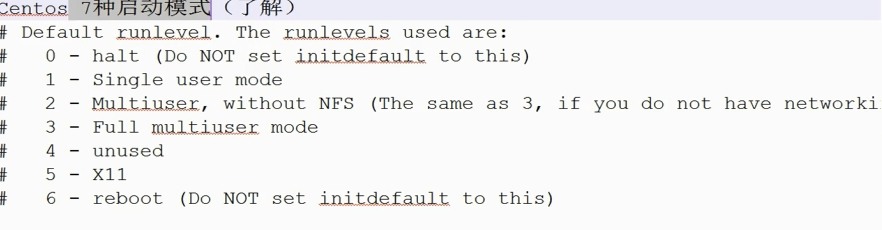 Centos 7种启动模式（了解）
# Default runlevel. The runlevels used are:
#   0 - halt (Do NOT set initdefault to this)
#   1 - Single user mode
#   2 - Multiuser, without NFS (The same as 3, if you do not have networki
#   3 - Full multiuser mode
#   4 - unused
#   5 - X11
#   6 - reboot (Do NOT set initdefault to this)